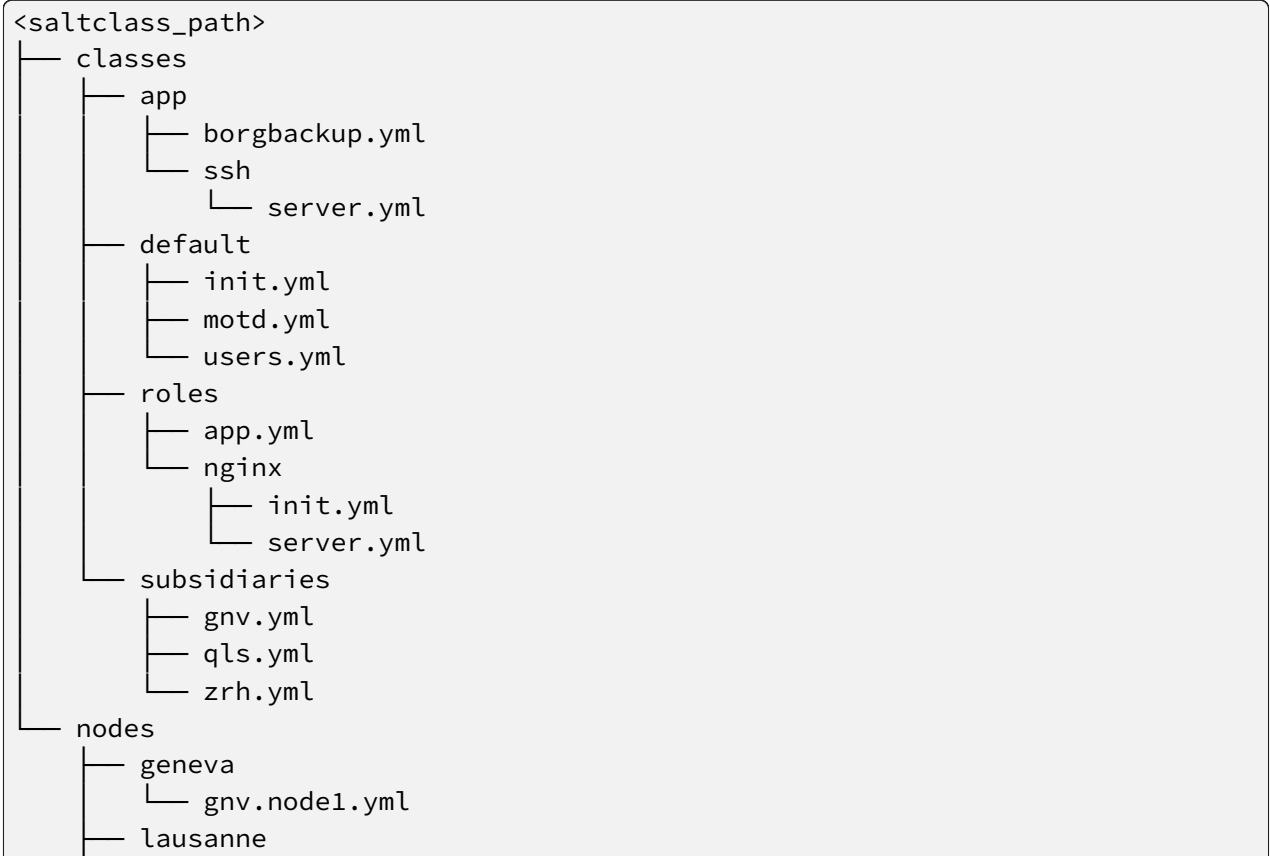 <saltclass_path>
├── classes
│   ├── app
│   │   ├── borgbackup.yml
│   │   └── ssh
│   │       └── server.yml
│   ├── default
│   │   ├── init.yml
│   │   ├── motd.yml
│   │   └── users.yml
│   ├── roles
│   │   ├── app.yml
│   │   └── nginx
│   │       ├── init.yml
│   │       └── server.yml
│   └── subsidiaries
│       ├── gnv.yml
│       ├── qls.yml
│       └── zrh.yml
└── nodes
    ├── geneva
    │   └── gnv.node1.yml
    ├── lausanne